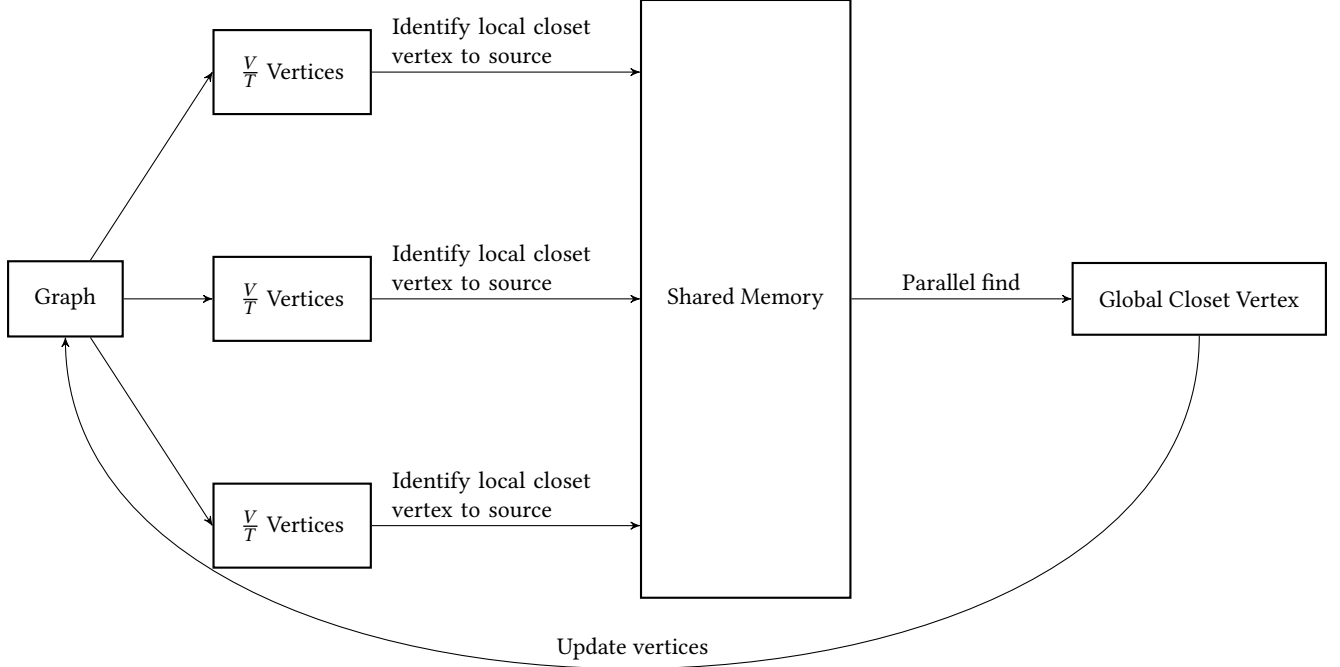 Identify local closet
vertex to source
V/T Vertices
Identify local closet
vertex to source
Graph
V/T Vertices
Shared Memory
Parallel find
Global Closet Vertex
Identify local closet
vertex to source
V/T Vertices
Update vertices